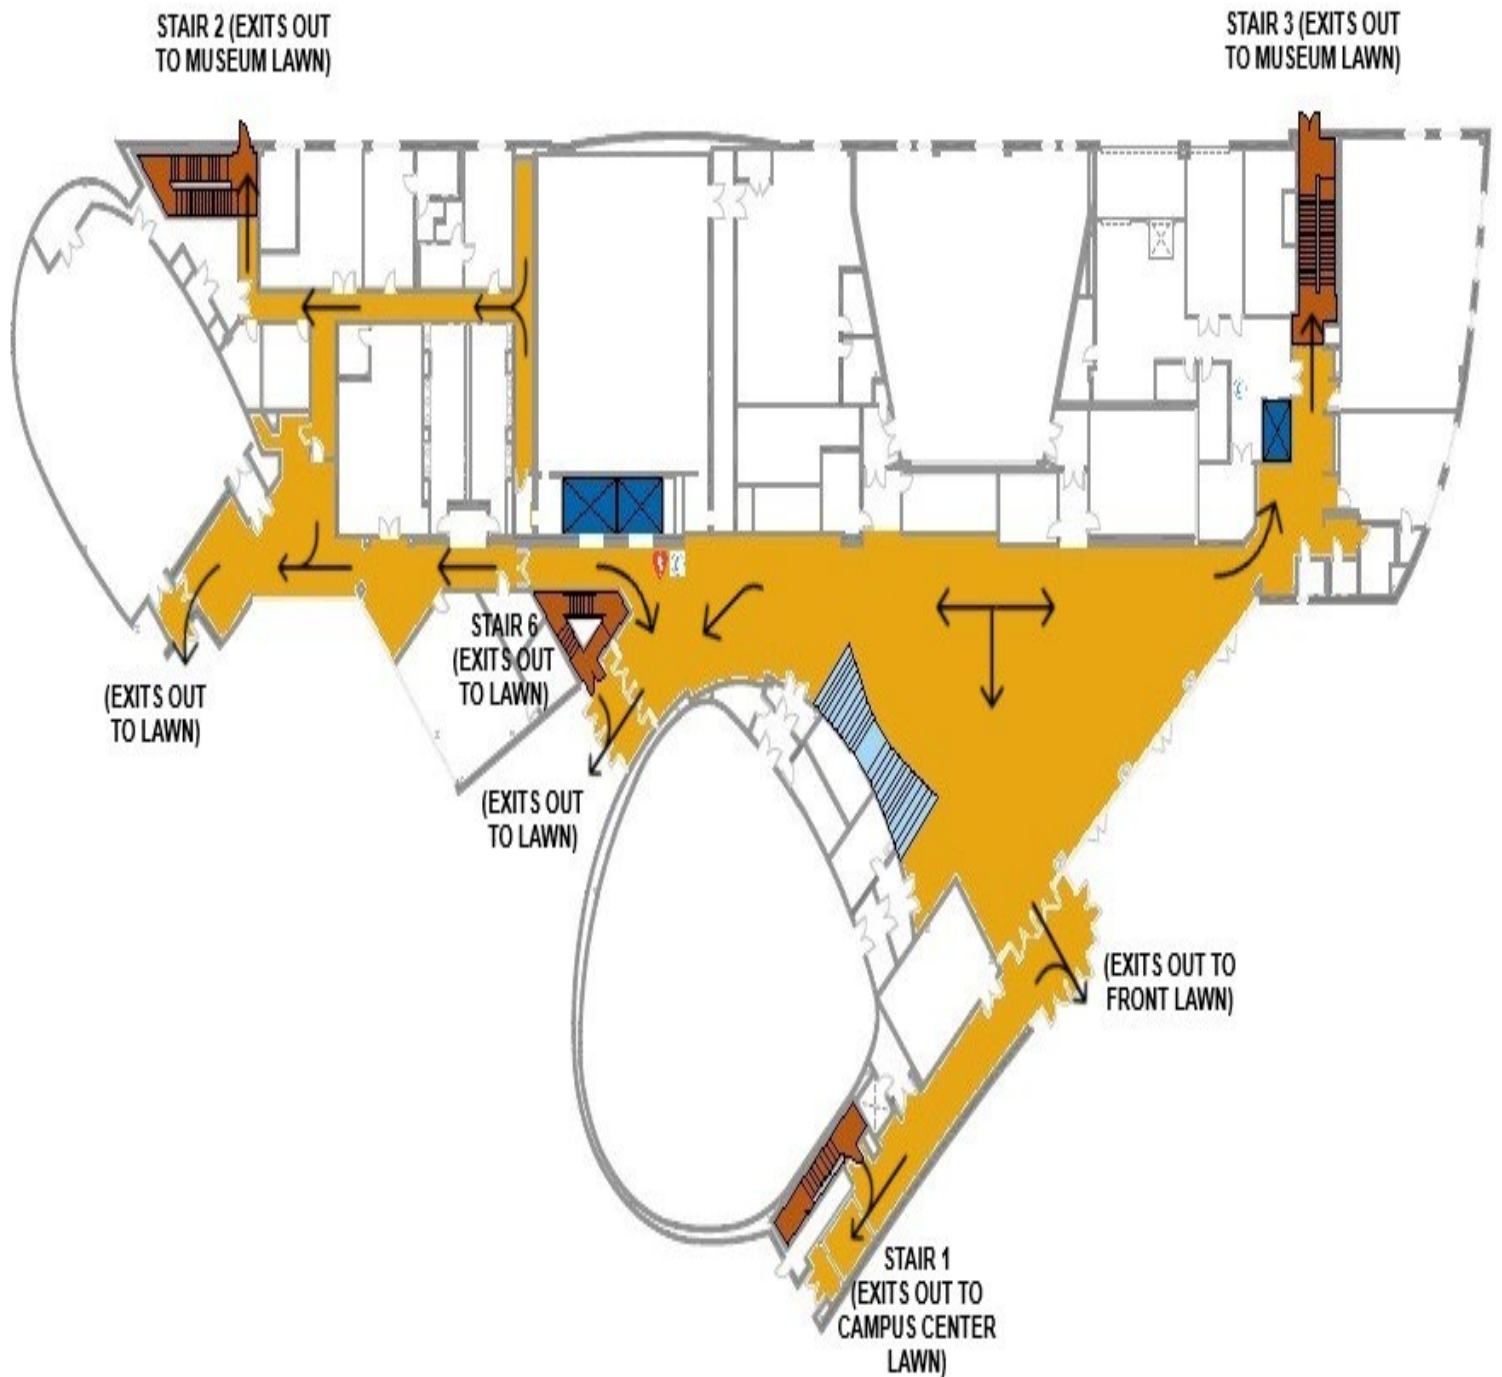 STAIR 2 (EXITS OUT
TO MUSEUM LAWN)
STAIR 3 (EXITS OUT
TO MUSEUM LAWN)
STAIR 6
(EXITS OUT
TO LAWN)
(EXITS OUT
TO LAWN)
(EXITS OUT
TO LAWN)
(EXITS OUT TO
FRONT LAWN)
STAIR 1
(EXITS OUT TO
CAMPUS CENTER
LAWN)